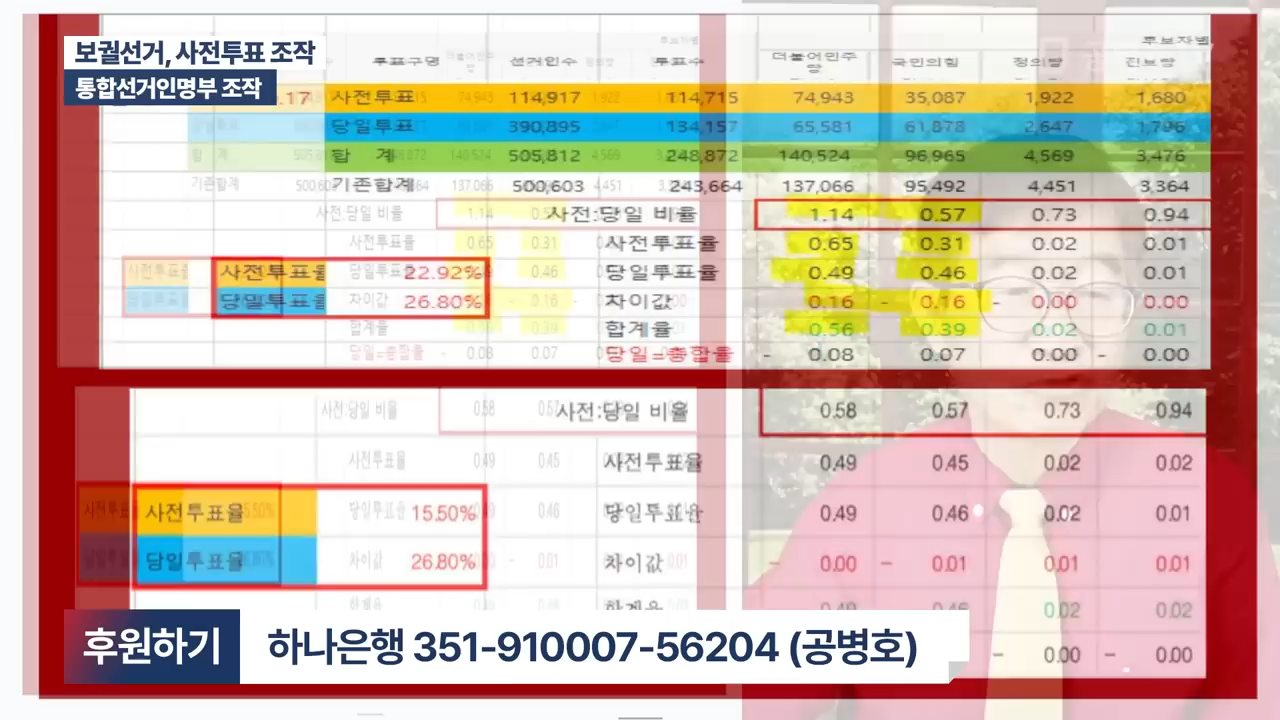 보궐선거, 사전투표 조작
통합선거인명부 조작
후보자별
투표구명 선거인수 투표수 더불어민주당 국민의힘 정의당 진보당
.17 사전투표 114,917 114,715 74,943 35,087 1,922 1,680
당일투표 390,895 134,157 65,581 61,878 2,647 1,796
합 계 505,812 248,872 140,524 96,965 4,569 3,476
기존합계 500,603 243,664 137,066 95,492 4,451 3,364
사전:당일 비율 1.14 0.57 0.73 0.94
사전투표율 0.65 0.31 0.02 0.01
사전투표율 22.92% 당일투표율 0.49 0.46 0.02 0.01
당일투표율 26.80% 차이값 0.16 - 0.16 - 0.00 0.00
합계율 0.56 0.39 0.02 0.01
당일=총합율 - 0.08 0.07 0.00 - 0.00
사전:당일 비율 0.58 0.57 0.73 0.94
사전투표율 0.49 0.45 0.02 0.02
사전투표율 15.50% 당일투표율 0.49 0.46 0.02 0.01
당일투표율 26.80% 차이값 - 0.00 - 0.01 0.01 0.01
합계율 0.49 0.46 0.02 0.02
- 0.00 - 0.00
후원하기 하나은행 351-910007-56204 (공병호)